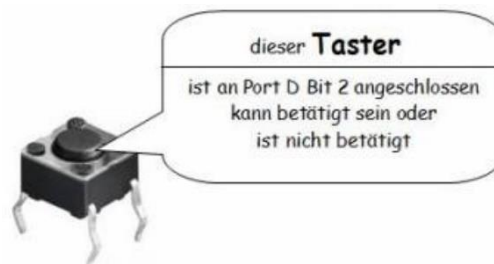 dieser Taster
ist an Port D Bit 2 angeschlossen
kann betätigt sein oder
ist nicht betätigt